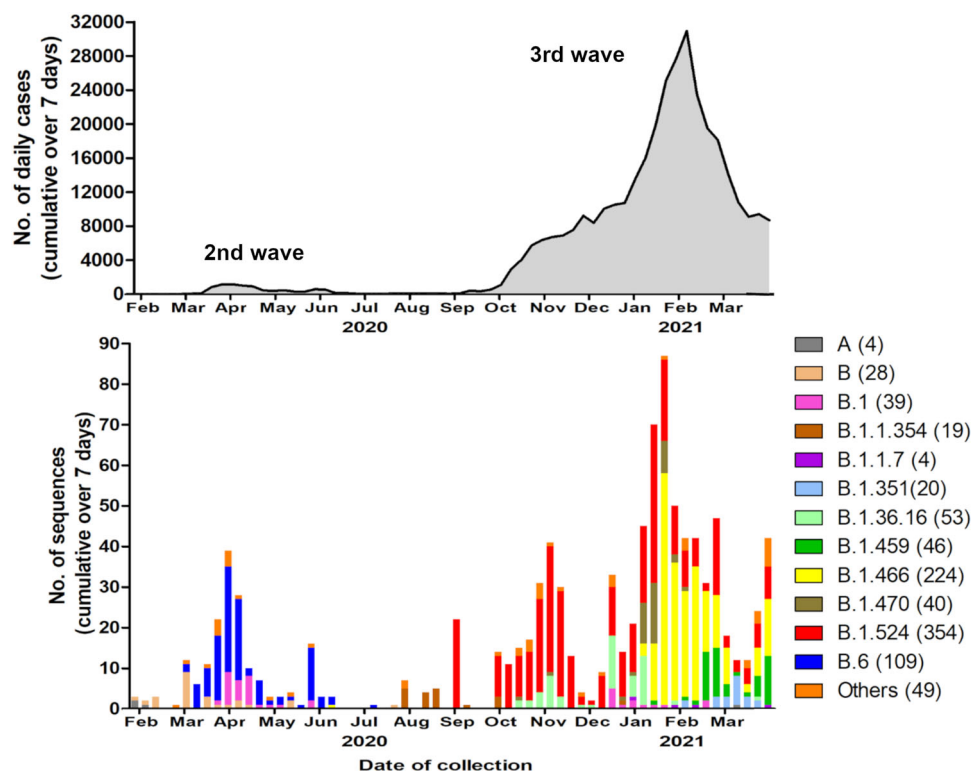 No. of daily cases
(cumulative over 7 days)
32000
28000
24000
20000
16000
12000
8000
4000
0
3rd wave
2nd wave
Feb Mar Apr May Jun Jul Aug Sep Oct Nov Dec Jan Feb Mar
2020 2021
No. of sequences
(cumulative over 7 days)
90
80
70
60
50
40
30
20
10
0
Feb Mar Apr May Jun Jul Aug Sep Oct Nov Dec Jan Feb Mar
2020 2021
Date of collection
A (4)
B (28)
B.1 (39)
B.1.1.354 (19)
B.1.1.7 (4)
B.1.351(20)
B.1.36.16 (53)
B.1.459 (46)
B.1.466 (224)
B.1.470 (40)
B.1.524 (354)
B.6 (109)
Others (49)